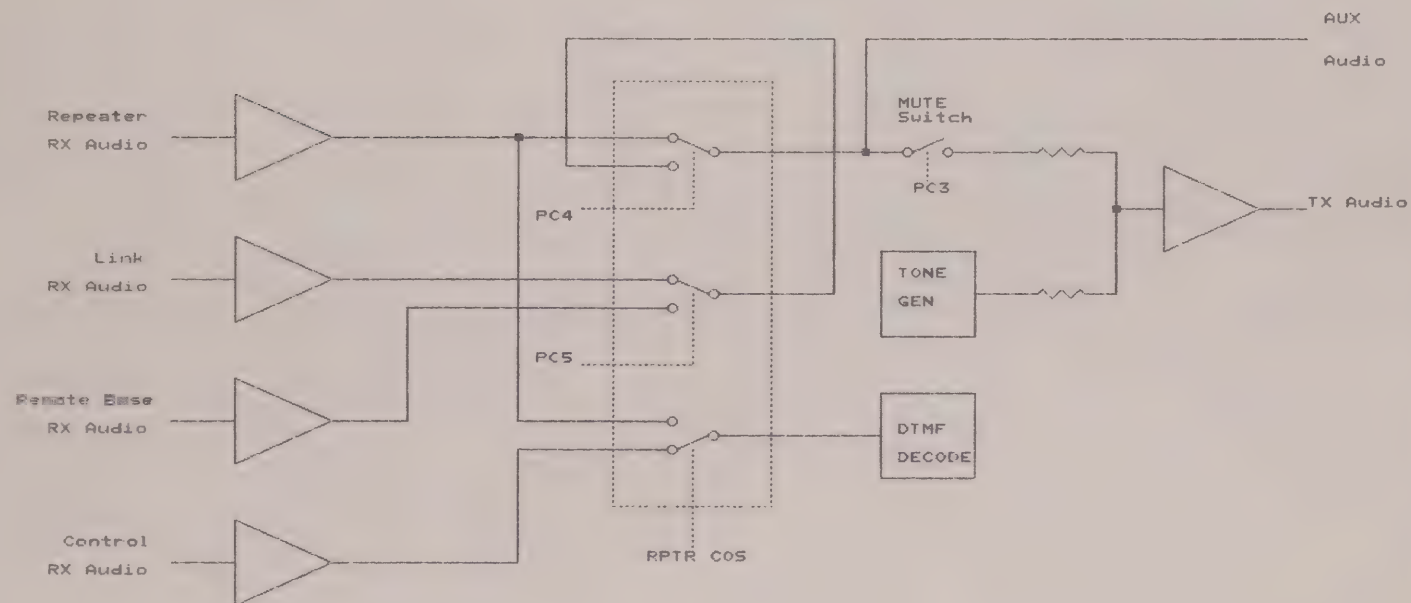 AUX
Audio
Repeater
RX Audio
MUTE
Switch
PC3
PC4
TX Audio
Link
RX Audio
TONE
GEN
PC5
Remote Base
RX Audio
DTMF
DECODE
Control
RX Audio
RPTR COS